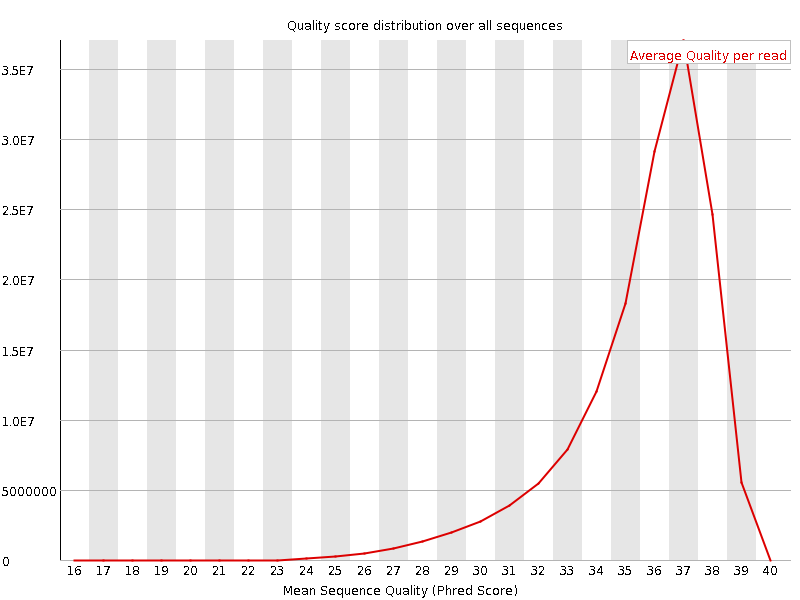 Quality score distribution over all sequences
Average Quality per read
3.5E7
3.0E7
2.5E7
2.0E7
1.5E7
1.0E7
5000000
0
16 17 18 19 20 21 22 23 24 25 26 27 28 29 30 31 32 33 34 35 36 37 38 39 40
Mean Sequence Quality (Phred Score)